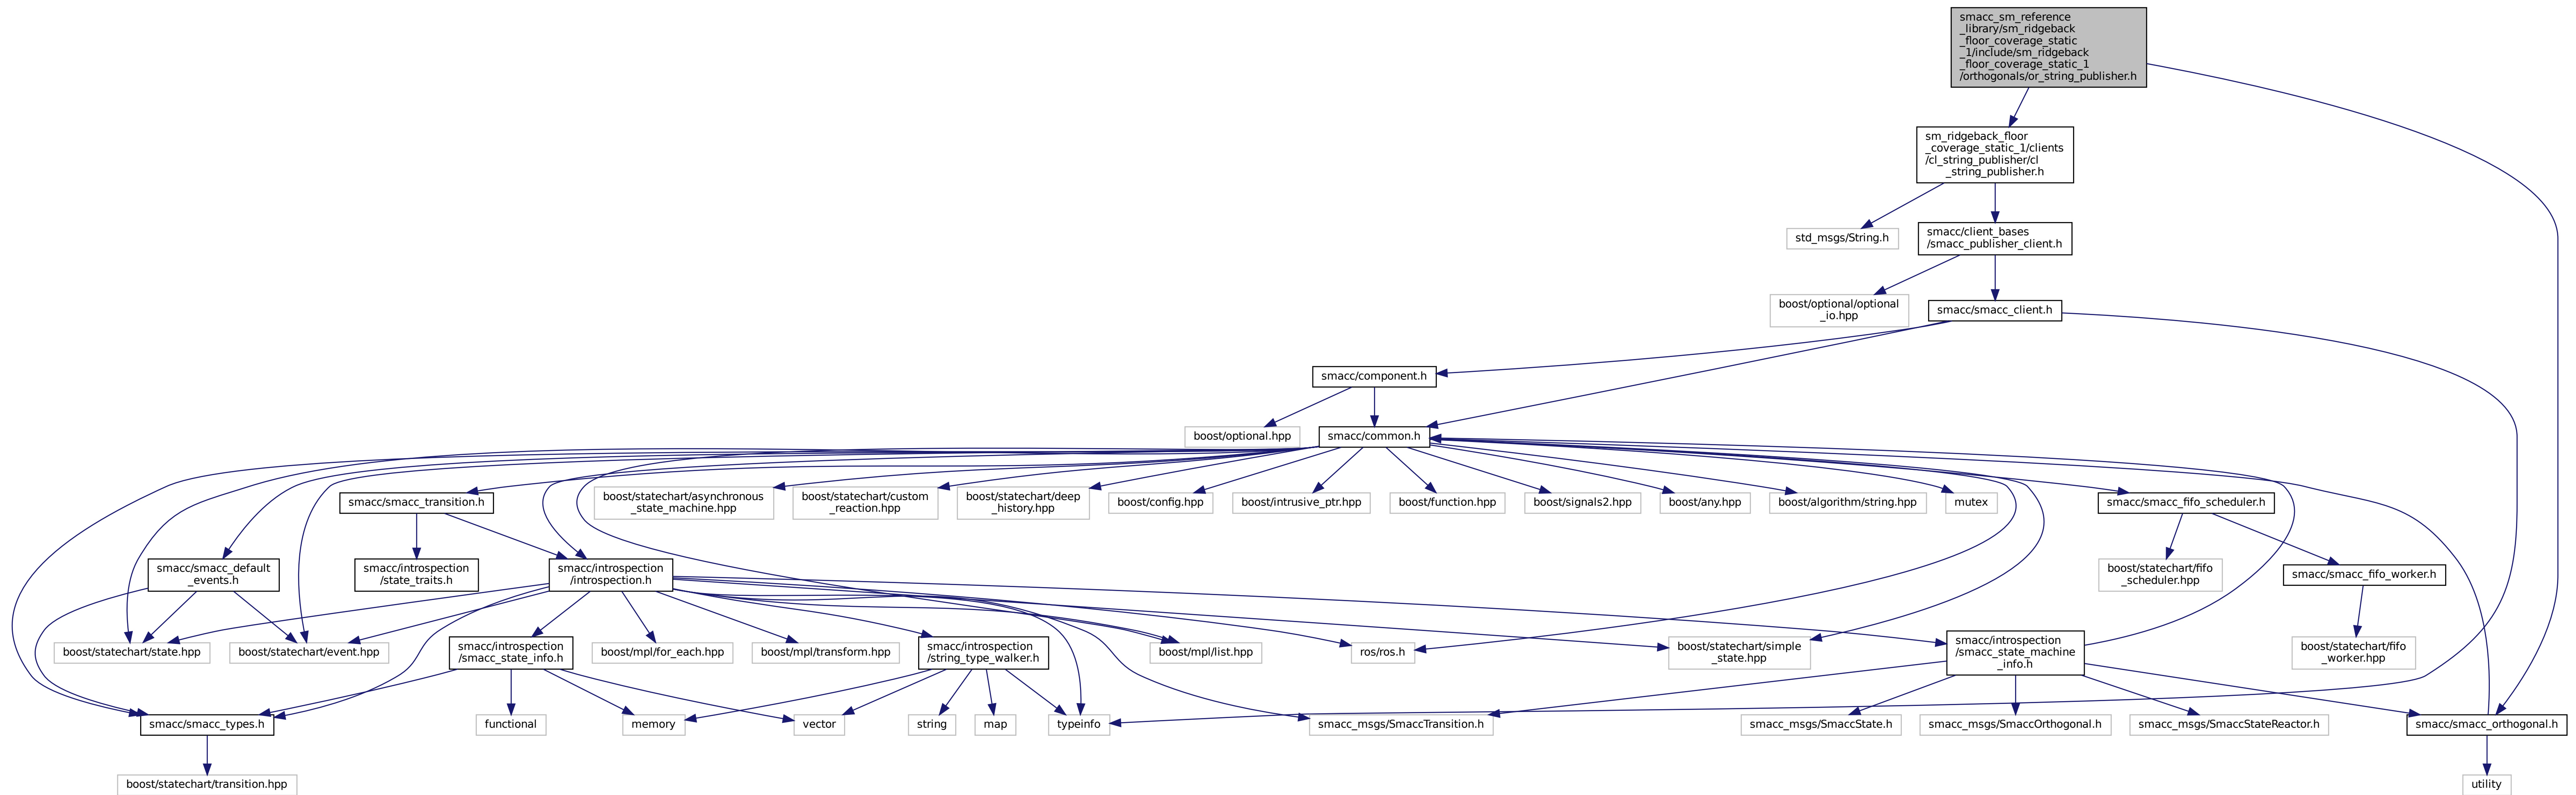 smacc_sm_reference
_library/sm_ridgeback
_floor_coverage_static
_1/include/sm_ridgeback
_floor_coverage_static_1
/orthogonals/or_string_publisher.h
sm_ridgeback_floor
_coverage_static_1/clients
/cl_string_publisher/cl
_string_publisher.h
std_msgs/String.h
smacc/client_bases
/smacc_publisher_client.h
boost/optional/optional
_io.hpp
smacc/smacc_client.h
smacc/component.h
boost/optional.hpp
smacc/common.h
smacc/smacc_transition.h
boost/statechart/asynchronous
_state_machine.hpp
boost/statechart/custom
_reaction.hpp
boost/statechart/deep
_history.hpp
boost/config.hpp
boost/intrusive_ptr.hpp
boost/function.hpp
boost/signals2.hpp
boost/any.hpp
boost/algorithm/string.hpp
mutex
smacc/smacc_fifo_scheduler.h
smacc/smacc_default
_events.h
smacc/introspection
/state_traits.h
smacc/introspection
/introspection.h
boost/statechart/fifo
_scheduler.hpp
smacc/smacc_fifo_worker.h
boost/statechart/state.hpp
boost/statechart/event.hpp
smacc/introspection
/smacc_state_info.h
boost/mpl/for_each.hpp
boost/mpl/transform.hpp
smacc/introspection
/string_type_walker.h
boost/mpl/list.hpp
ros/ros.h
boost/statechart/simple
_state.hpp
smacc/introspection
/smacc_state_machine
_info.h
boost/statechart/fifo
_worker.hpp
smacc/smacc_types.h
functional
memory
vector
string
map
typeinfo
smacc_msgs/SmaccTransition.h
smacc_msgs/SmaccState.h
smacc_msgs/SmaccOrthogonal.h
smacc_msgs/SmaccStateReactor.h
smacc/smacc_orthogonal.h
boost/statechart/transition.hpp
utility